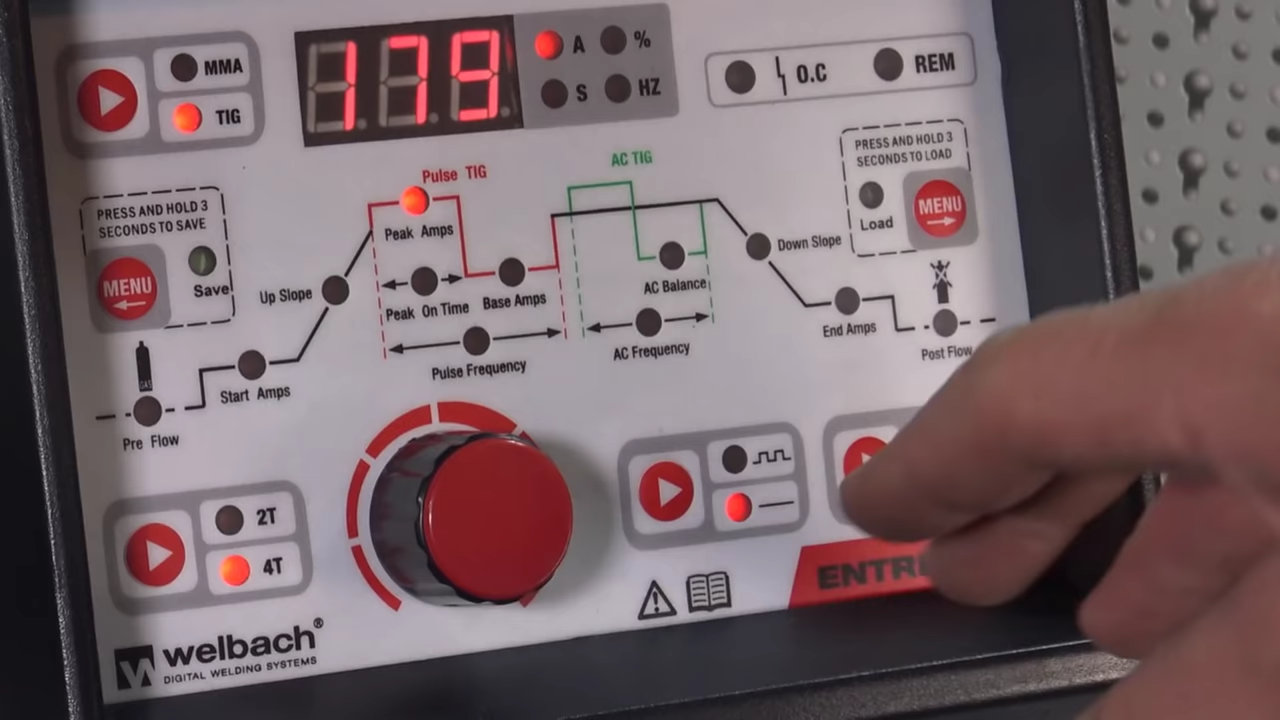 MMA
TIG
179
A
%
S
HZ
O.C
REM
PRESS AND HOLD 3
SECONDS TO SAVE
MENU
Save
PRESS AND HOLD 3
SECONDS TO LOAD
Load
MENU
Pulse TIG
AC TIG
Peak Amps
Up Slope
Peak On Time
Base Amps
AC Balance
Down Slope
Pulse Frequency
AC Frequency
End Amps
Post Flow
GAS
Start Amps
Pre Flow
2T
4T
welbach®
DIGITAL WELDING SYSTEMS